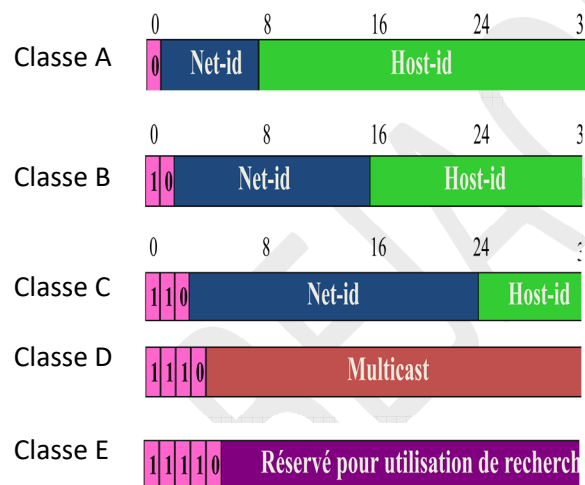 0 8 16 24 3
Classe A 0 Net-id Host-id
0 8 16 24 3
Classe B 1 0 Net-id Host-id
0 8 16 24
Classe C 1 1 0 Net-id Host-id
Classe D 1 1 1 0 Multicast
Classe E 1 1 1 1 0 Réservé pour utilisation de recherch